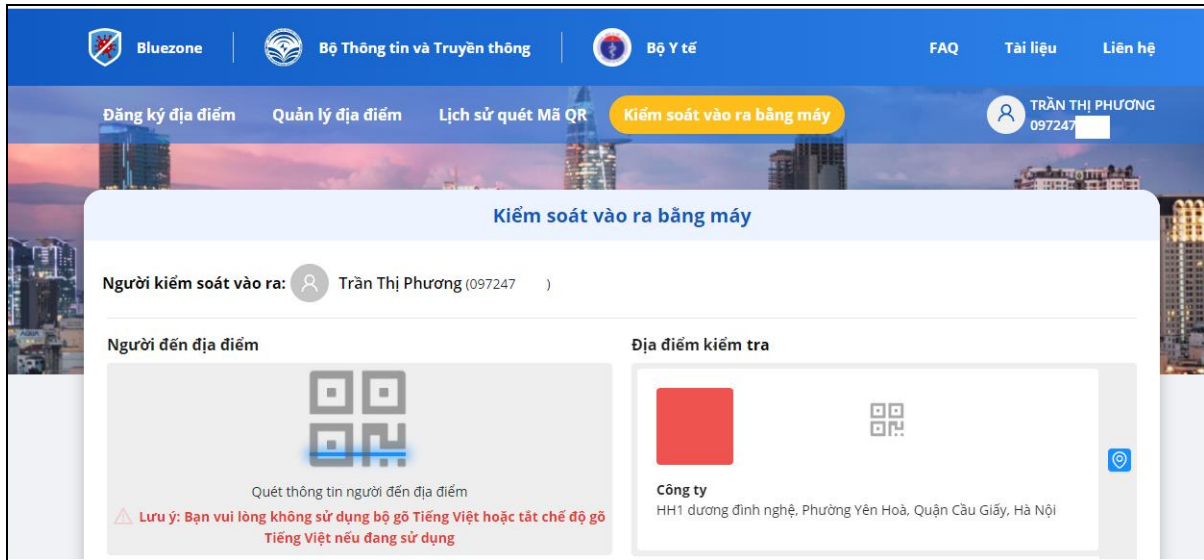 Bluezone
Bộ Thông tin và Truyền thông
Bộ Y tế
FAQ
Tài liệu
Liên hệ
Đăng ký địa điểm
Quản lý địa điểm
Lịch sử quét Mã QR
Kiểm soát vào ra bằng máy
TRẦN THỊ PHƯƠNG
097247
Kiểm soát vào ra bằng máy
Người kiểm soát vào ra: Trần Thị Phương (097247 )
Người đến địa điểm
Quét thông tin người đến địa điểm
Lưu ý: Bạn vui lòng không sử dụng bộ gõ Tiếng Việt hoặc tắt chế độ gõ
Tiếng Việt nếu đang sử dụng
Địa điểm kiểm tra
Công ty
HH1 dương đình nghệ, Phường Yên Hoà, Quận Cầu Giấy, Hà Nội